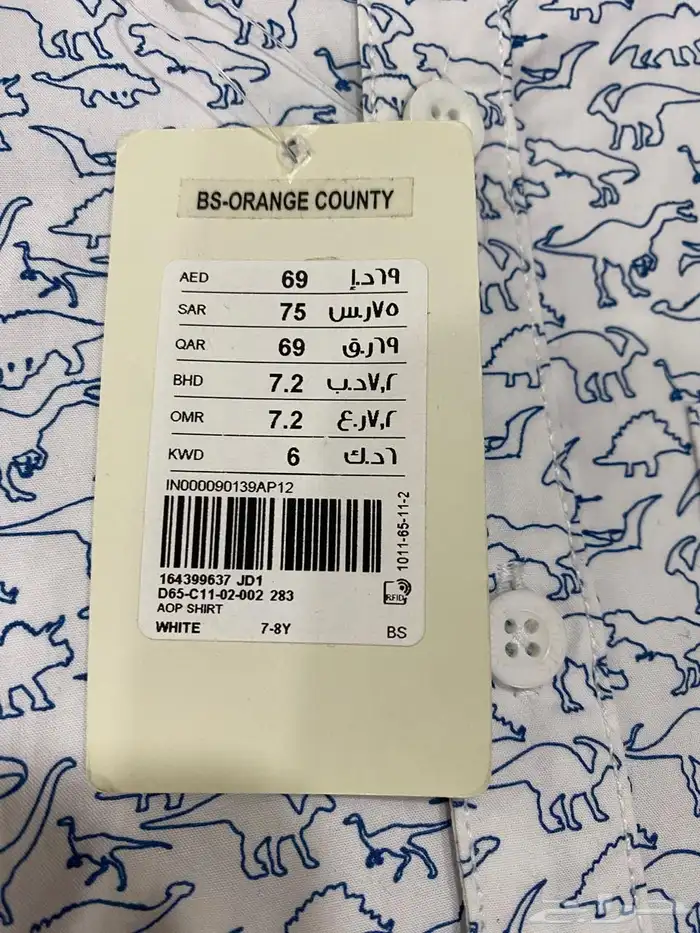 BS-ORANGE COUNTY
AED 69 ٦٩د.إ
SAR 75 ٧٥ر.س
QAR 69 ٦٩ر.ق
BHD 7.2 ٧,٢د.ب
OMR 7.2 ٧,٢ر.ع
KWD 6 ٦د.ك
IN000090139AP12
1011-65-11-2
164399637 JD1
D65-C11-02-002 283
RFID
AOP SHIRT
WHITE 7-8Y BS
حراج